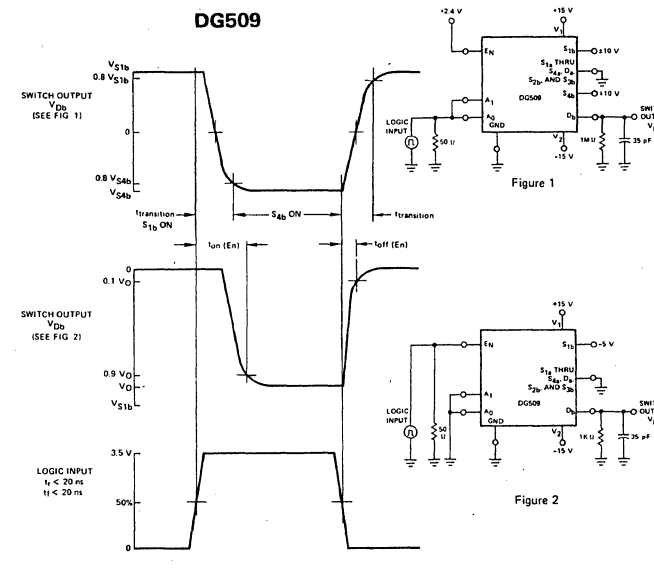 DG509
V_S1b
0.8 V_S1b
SWITCH OUTPUT
V_Db
(SEE FIG 1)
0
0.8 V_S4b
V_S4b
t_transition
S_1b ON
S_4b ON
t_transition
t_on (En)
t_off (En)
0
0.1 V_O
SWITCH OUTPUT
V_Db
(SEE FIG 2)
0.9 V_O
V_O
V_S1b
3.5 V
LOGIC INPUT
t_r < 20 ns
t_f < 20 ns
50%
0
+2.4 V
+15 V
V_1
E_N
S_1b
±10 V
S_1a THRU
S_4a, D_a,
S_2b, AND S_3b
S_4b
±10 V
A_1
DG509
LOGIC
INPUT
A_0
D_b
GND
V_2
50 Ω
-15 V
1MΩ
35 pF
Figure 1
+15 V
V_1
E_N
S_1b
-5 V
S_1a THRU
S_4a, D_a,
S_2b, AND S_3b
A_1
DG509
LOGIC
INPUT
A_0
D_b
GND
V_2
50
Ω
-15 V
1KΩ
35 pF
Figure 2